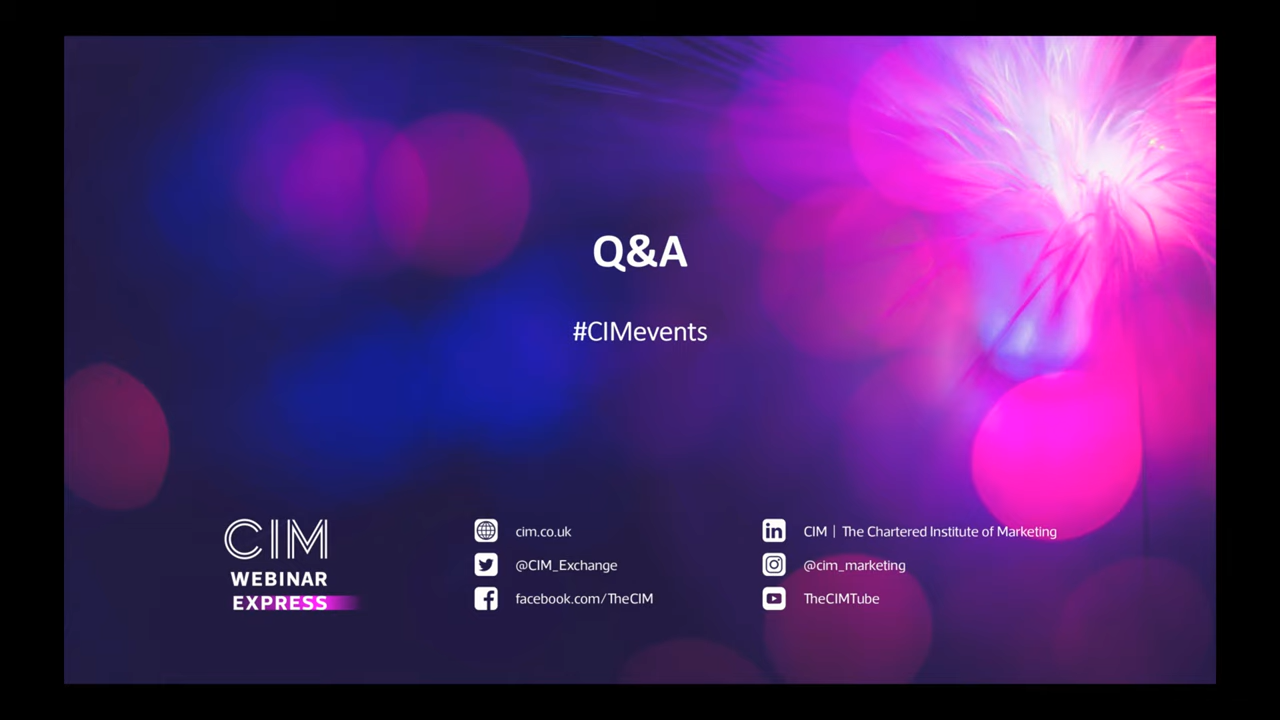 Q&A
#CIMevents
CIM
WEBINAR
EXPRESS
cim.co.uk
@CIM_Exchange
facebook.com/TheCIM
CIM | The Chartered Institute of Marketing
@cim_marketing
TheCIMTube